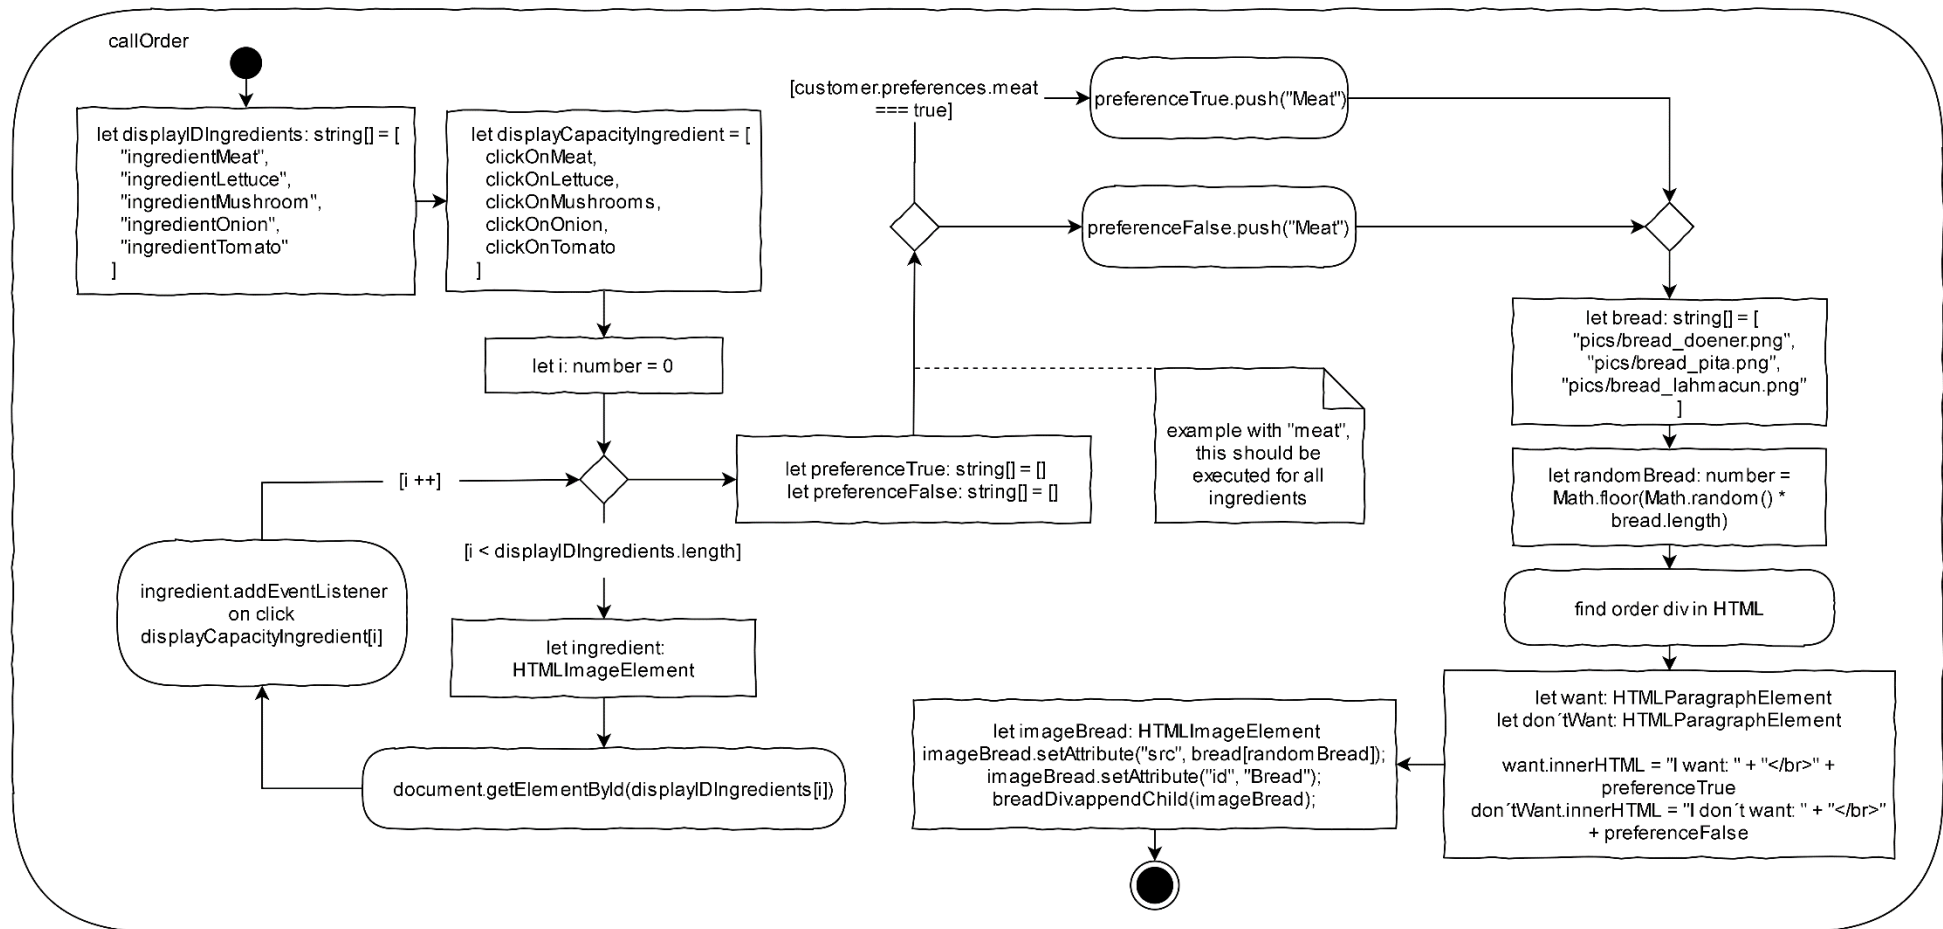 callOrder
let displayIDIngredients: string[] = [
"ingredientMeat",
"ingredientLettuce",
"ingredientMushroom",
"ingredientOnion",
"ingredientTomato"
]
let displayCapacityIngredient = [
clickOnMeat,
clickOnLettuce,
clickOnMushrooms,
clickOnOnion,
clickOnTomato
]
let i: number = 0
[i ++]
[i < displayIDIngredients.length]
let ingredient:
HTMLImageElement
document.getElementById(displayIDIngredients[i])
ingredient.addEventListener
on click
displayCapacityIngredient[i]
let preferenceTrue: string[] = []
let preferenceFalse: string[] = []
example with "meat",
this should be
executed for all
ingredients
[customer.preferences.meat
=== true]
preferenceTrue.push("Meat")
preferenceFalse.push("Meat")
let bread: string[] = [
"pics/bread_doener.png",
"pics/bread_pita.png",
"pics/bread_lahmacun.png"
]
let randomBread: number =
Math.floor(Math.random() *
bread.length)
find order div in HTML
let want: HTMLParagraphElement
let don´tWant: HTMLParagraphElement
want.innerHTML = "I want: " + "</br>" +
preferenceTrue
don´tWant.innerHTML = "I don´t want: " + "</br>"
+ preferenceFalse
let imageBread: HTMLImageElement
imageBread.setAttribute("src", bread[randomBread]);
imageBread.setAttribute("id", "Bread");
breadDiv.appendChild(imageBread);